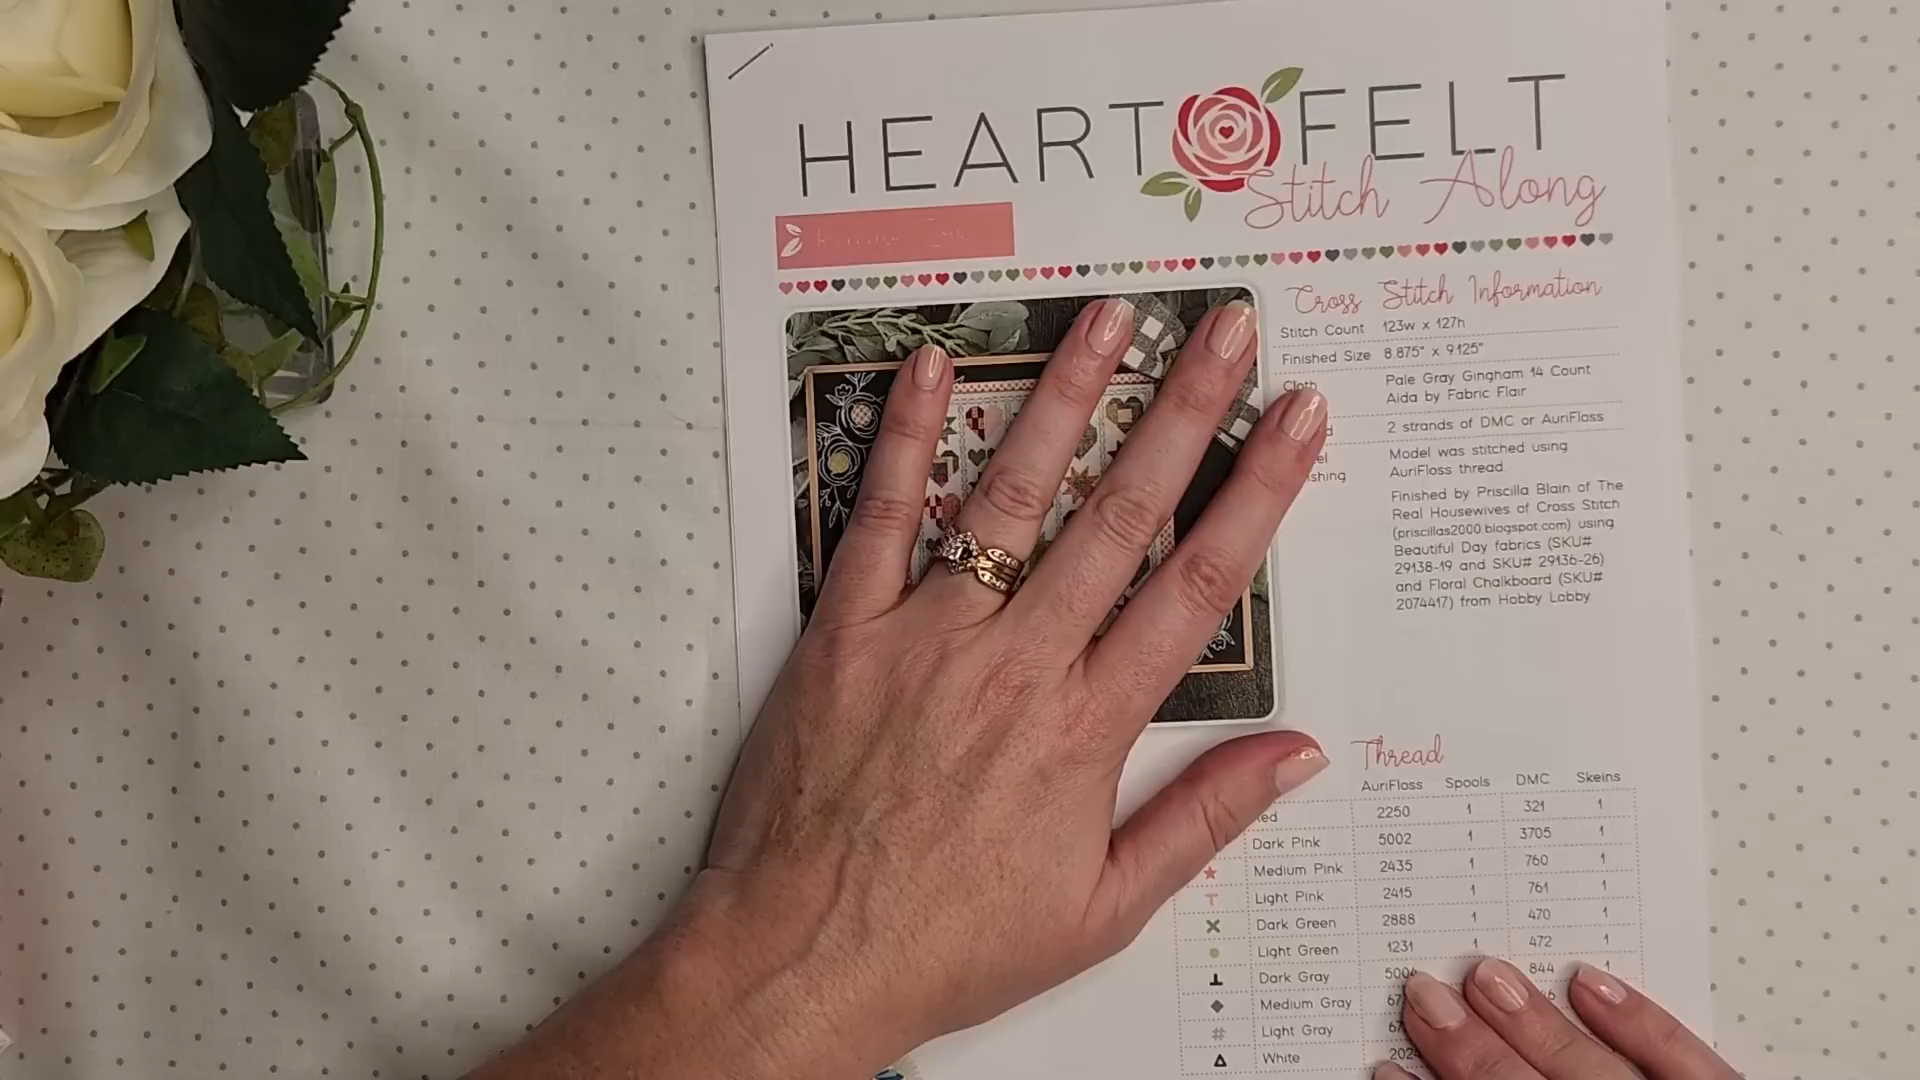 HEART FELT
Stitch Along
Cross Stitch Information
Stitch Count 123w x 127h
Finished Size 8.875" x 9.125"
Cloth Pale Gray Gingham 14 Count
Aida by Fabric Flair
2 strands of DMC or AuriFloss
Model was stitched using
AuriFloss thread
Finished by Priscilla Blain of The
Real Housewives of Cross Stitch
(priscillas2000.blogspot.com) using
Beautiful Day fabrics (SKU#
29138-19 and SKU# 29136-26)
and Floral Chalkboard (SKU#
2074417) from Hobby Lobby.
Thread
AuriFloss Spools DMC Skeins
2250 1 321 1
Dark Pink 5002 1 3705 1
Medium Pink 2435 1 760 1
Light Pink 2415 1 761 1
Dark Green 2888 1 470 1
Light Green 1231 1 472 1
Dark Gray 844 1
Medium Gray
Light Gray
White